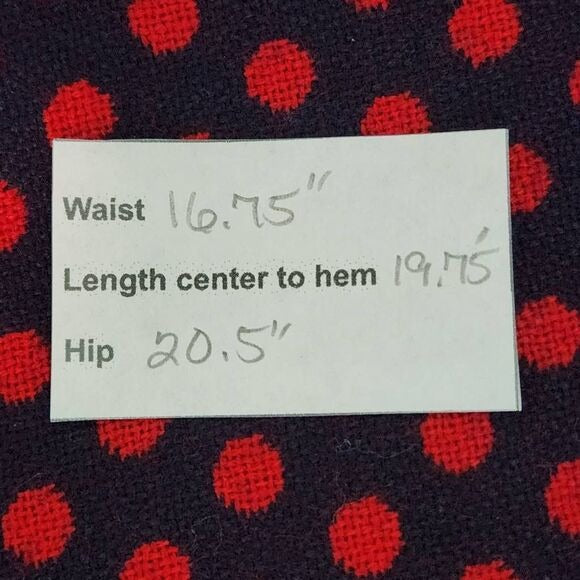 Waist 16.75"
Length center to hem 19.75'
Hip 20.5"